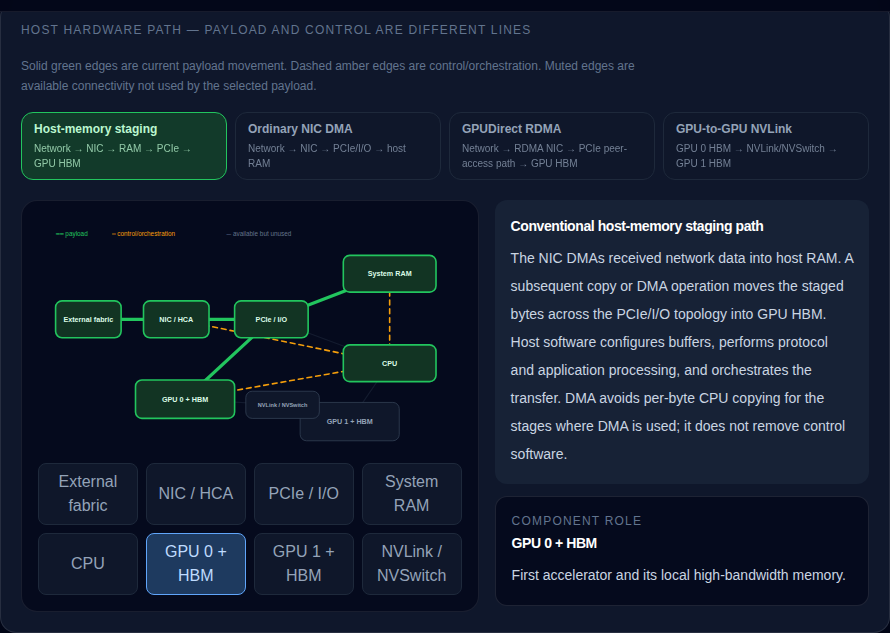 HOST HARDWARE PATH — PAYLOAD AND CONTROL ARE DIFFERENT LINES
Solid green edges are current payload movement. Dashed amber edges are control/orchestration. Muted edges are
available connectivity not used by the selected payload.
Host-memory staging
Network → NIC → RAM → PCIe →
GPU HBM
Ordinary NIC DMA
Network → NIC → PCIe/I/O → host
RAM
GPUDirect RDMA
Network → RDMA NIC → PCIe peer-
access path → GPU HBM
GPU-to-GPU NVLink
GPU 0 HBM → NVLink/NVSwitch →
GPU 1 HBM
payload
control/orchestration
available but unused
System RAM
External fabric
NIC / HCA
PCIe / I/O
CPU
GPU 0 + HBM
NVLink / NVSwitch
GPU 1 + HBM
External
fabric
NIC / HCA
PCIe / I/O
System
RAM
CPU
GPU 0 +
HBM
GPU 1 +
HBM
NVLink /
NVSwitch
Conventional host-memory staging path
The NIC DMAs received network data into host RAM. A
subsequent copy or DMA operation moves the staged
bytes across the PCIe/I/O topology into GPU HBM.
Host software configures buffers, performs protocol
and application processing, and orchestrates the
transfer. DMA avoids per-byte CPU copying for the
stages where DMA is used; it does not remove control
software.
COMPONENT ROLE
GPU 0 + HBM
First accelerator and its local high-bandwidth memory.